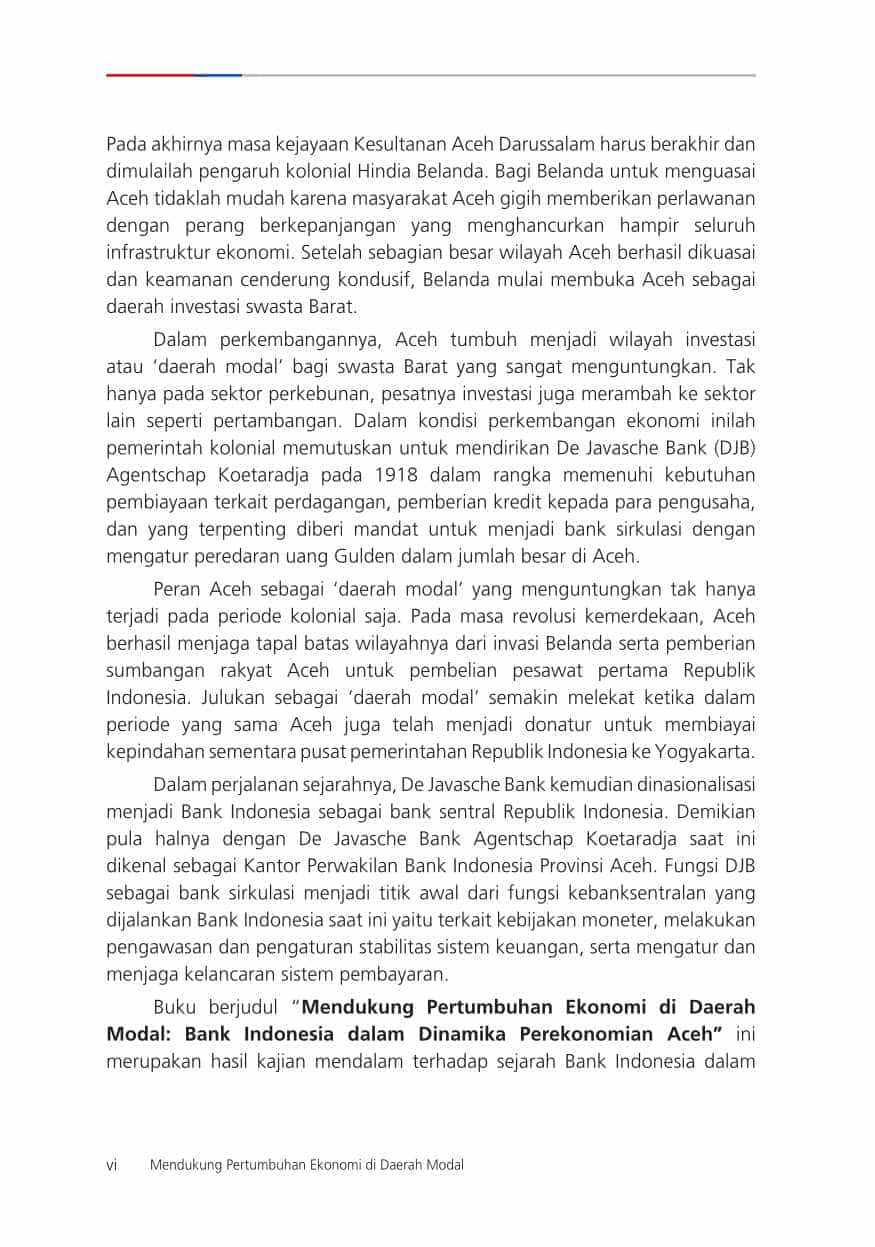 Pada akhirnya masa kejayaan Kesultanan Aceh Darussalam harus berakhir dan
dimulailah pengaruh kolonial Hindia Belanda. Bagi Belanda untuk menguasai
Aceh tidaklah mudah karena masyarakat Aceh gigih memberikan perlawanan
dengan perang berkepanjangan yang menghancurkan hampir seluruh
infrastruktur ekonomi. Setelah sebagian besar wilayah Aceh berhasil dikuasai
dan keamanan cenderung kondusif, Belanda mulai membuka Aceh sebagai
daerah investasi swasta Barat.
Dalam perkembangannya, Aceh tumbuh menjadi wilayah investasi
atau ‘daerah modal’ bagi swasta Barat yang sangat menguntungkan. Tak
hanya pada sektor perkebunan, pesatnya investasi juga merambah ke sektor
lain seperti pertambangan. Dalam kondisi perkembangan ekonomi inilah
pemerintah kolonial memutuskan untuk mendirikan De Javasche Bank (DJB)
Agentschap Koetaradja pada 1918 dalam rangka memenuhi kebutuhan
pembiayaan terkait perdagangan, pemberian kredit kepada para pengusaha,
dan yang terpenting diberi mandat untuk menjadi bank sirkulasi dengan
mengatur peredaran uang Gulden dalam jumlah besar di Aceh.
Peran Aceh sebagai ‘daerah modal’ yang menguntungkan tak hanya
terjadi pada periode kolonial saja. Pada masa revolusi kemerdekaan, Aceh
berhasil menjaga tapal batas wilayahnya dari invasi Belanda serta pemberian
sumbangan rakyat Aceh untuk pembelian pesawat pertama Republik
Indonesia. Julukan sebagai ‘daerah modal’ semakin melekat ketika dalam
periode yang sama Aceh juga telah menjadi donatur untuk membiayai
kepindahan sementara pusat pemerintahan Republik Indonesia ke Yogyakarta.
Dalam perjalanan sejarahnya, De Javasche Bank kemudian dinasionalisasi
menjadi Bank Indonesia sebagai bank sentral Republik Indonesia. Demikian
pula halnya dengan De Javasche Bank Agentschap Koetaradja saat ini
dikenal sebagai Kantor Perwakilan Bank Indonesia Provinsi Aceh. Fungsi DJB
sebagai bank sirkulasi menjadi titik awal dari fungsi kebanksentralan yang
dijalankan Bank Indonesia saat ini yaitu terkait kebijakan moneter, melakukan
pengawasan dan pengaturan stabilitas sistem keuangan, serta mengatur dan
menjaga kelancaran sistem pembayaran.
Buku berjudul “Mendukung Pertumbuhan Ekonomi di Daerah
Modal: Bank Indonesia dalam Dinamika Perekonomian Aceh” ini
merupakan hasil kajian mendalam terhadap sejarah Bank Indonesia dalam
vi Mendukung Pertumbuhan Ekonomi di Daerah Modal